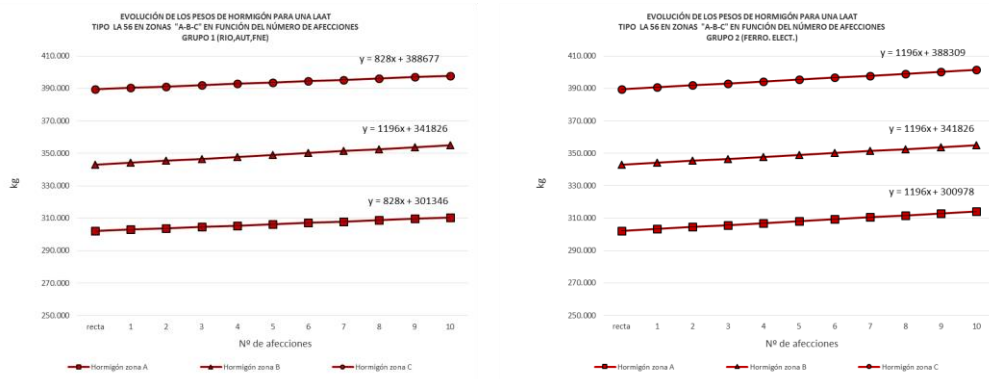 EVOLUCIÓN DE LOS PESOS DE HORMIGÓN PARA UNA LAAT
TIPO LA 56 EN ZONAS "A-B-C" EN FUNCIÓN DEL NÚMERO DE AFECCIONES
GRUPO 1 (RIO,AUT,FNE)
410.000
390.000
370.000
350.000
330.000
310.000
290.000
270.000
250.000
kg
y = 828x + 388677
y = 1196x + 341826
y = 828x + 301346
recta 1 2 3 4 5 6 7 8 9 10
Nº de afecciones
Hormigón zona A Hormigón zona B Hormigón zona C
EVOLUCIÓN DE LOS PESOS DE HORMIGÓN PARA UNA LAAT
TIPO LA 56 EN ZONAS "A-B-C" EN FUNCIÓN DEL NÚMERO DE AFECCIONES
GRUPO 2 (FERRO. ELECT.)
410.000
390.000
370.000
350.000
330.000
310.000
290.000
270.000
250.000
kg
y = 1196x + 388309
y = 1196x + 341826
y = 1196x + 300978
recta 1 2 3 4 5 6 7 8 9 10
Nº de afecciones
Hormigón zona A Hormigón zona B Hormigón zona C